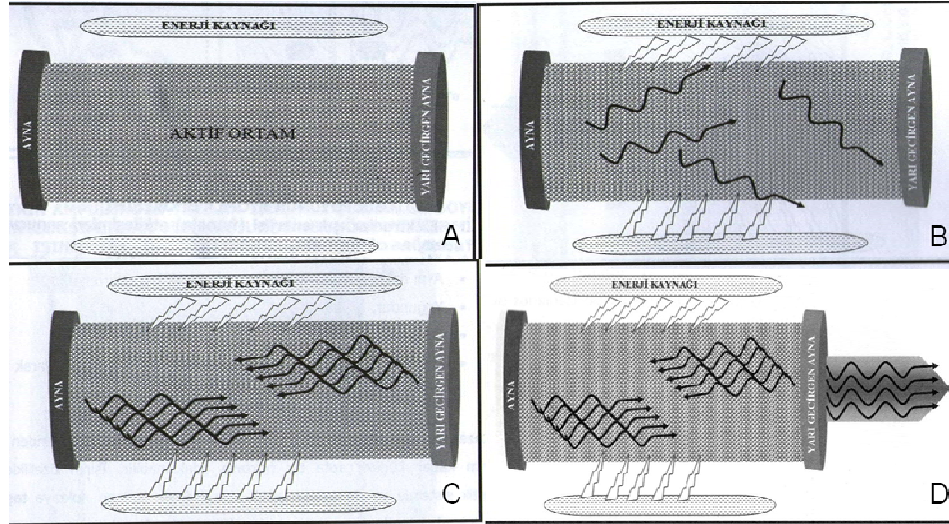 ENERJİ KAYNAĞI
AYNA
AKTİF ORTAM
YARI GEÇİRGEN AYNA
A
ENERJİ KAYNAĞI
AYNA
YARI GEÇİRGEN AYNA
B
ENERJİ KAYNAĞI
AYNA
YARI GEÇİRGEN AYNA
C
ENERJİ KAYNAĞI
AYNA
YARI GEÇİRGEN AYNA
D